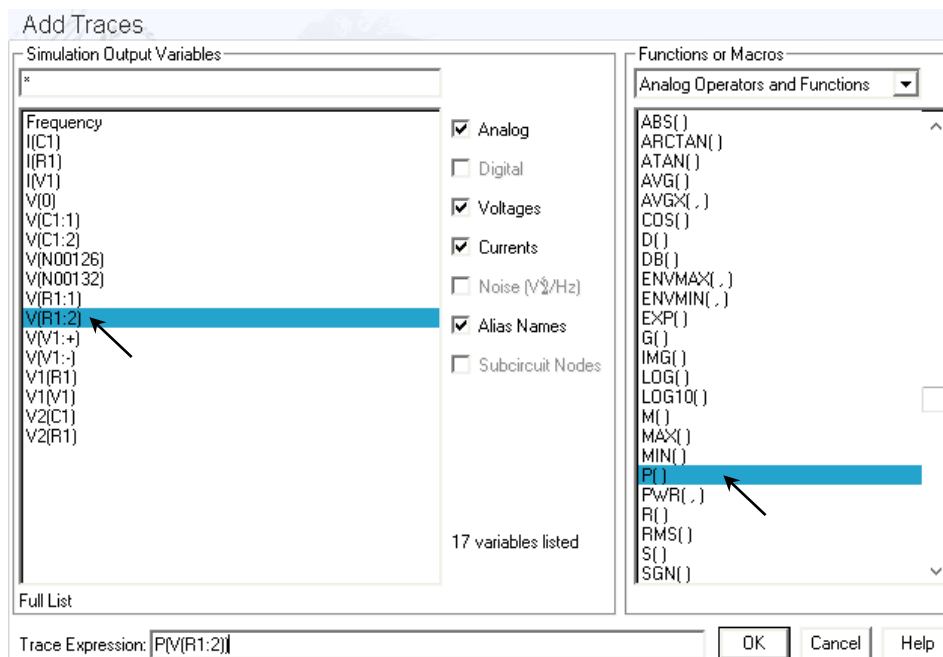 Add Traces
Simulation Output Variables
*
Frequency
I(C1)
I(R1)
I(V1)
V(0)
V(C1:1)
V(C1:2)
V(N00126)
V(N00132)
V(R1:1)
V(R1:2)
V(V1:+)
V(V1:-)
V1(R1)
V1(V1)
V2(C1)
V2(R1)
Full List
Analog
Digital
Voltages
Currents
Noise (V²/Hz)
Alias Names
Subcircuit Nodes
17 variables listed
Functions or Macros
Analog Operators and Functions
ABS( )
ARCTAN( )
ATAN( )
AVG( )
AVGX( , )
COS( )
D( )
DB( )
ENVMAX( , )
ENVMIN( , )
EXP( )
G( )
IMG( )
LOG( )
LOG10( )
M( )
MAX( )
MIN( )
P( )
PWR( , )
R( )
RMS( )
S( )
SGN( )
Trace Expression: P(V(R1:2))
OK
Cancel
Help